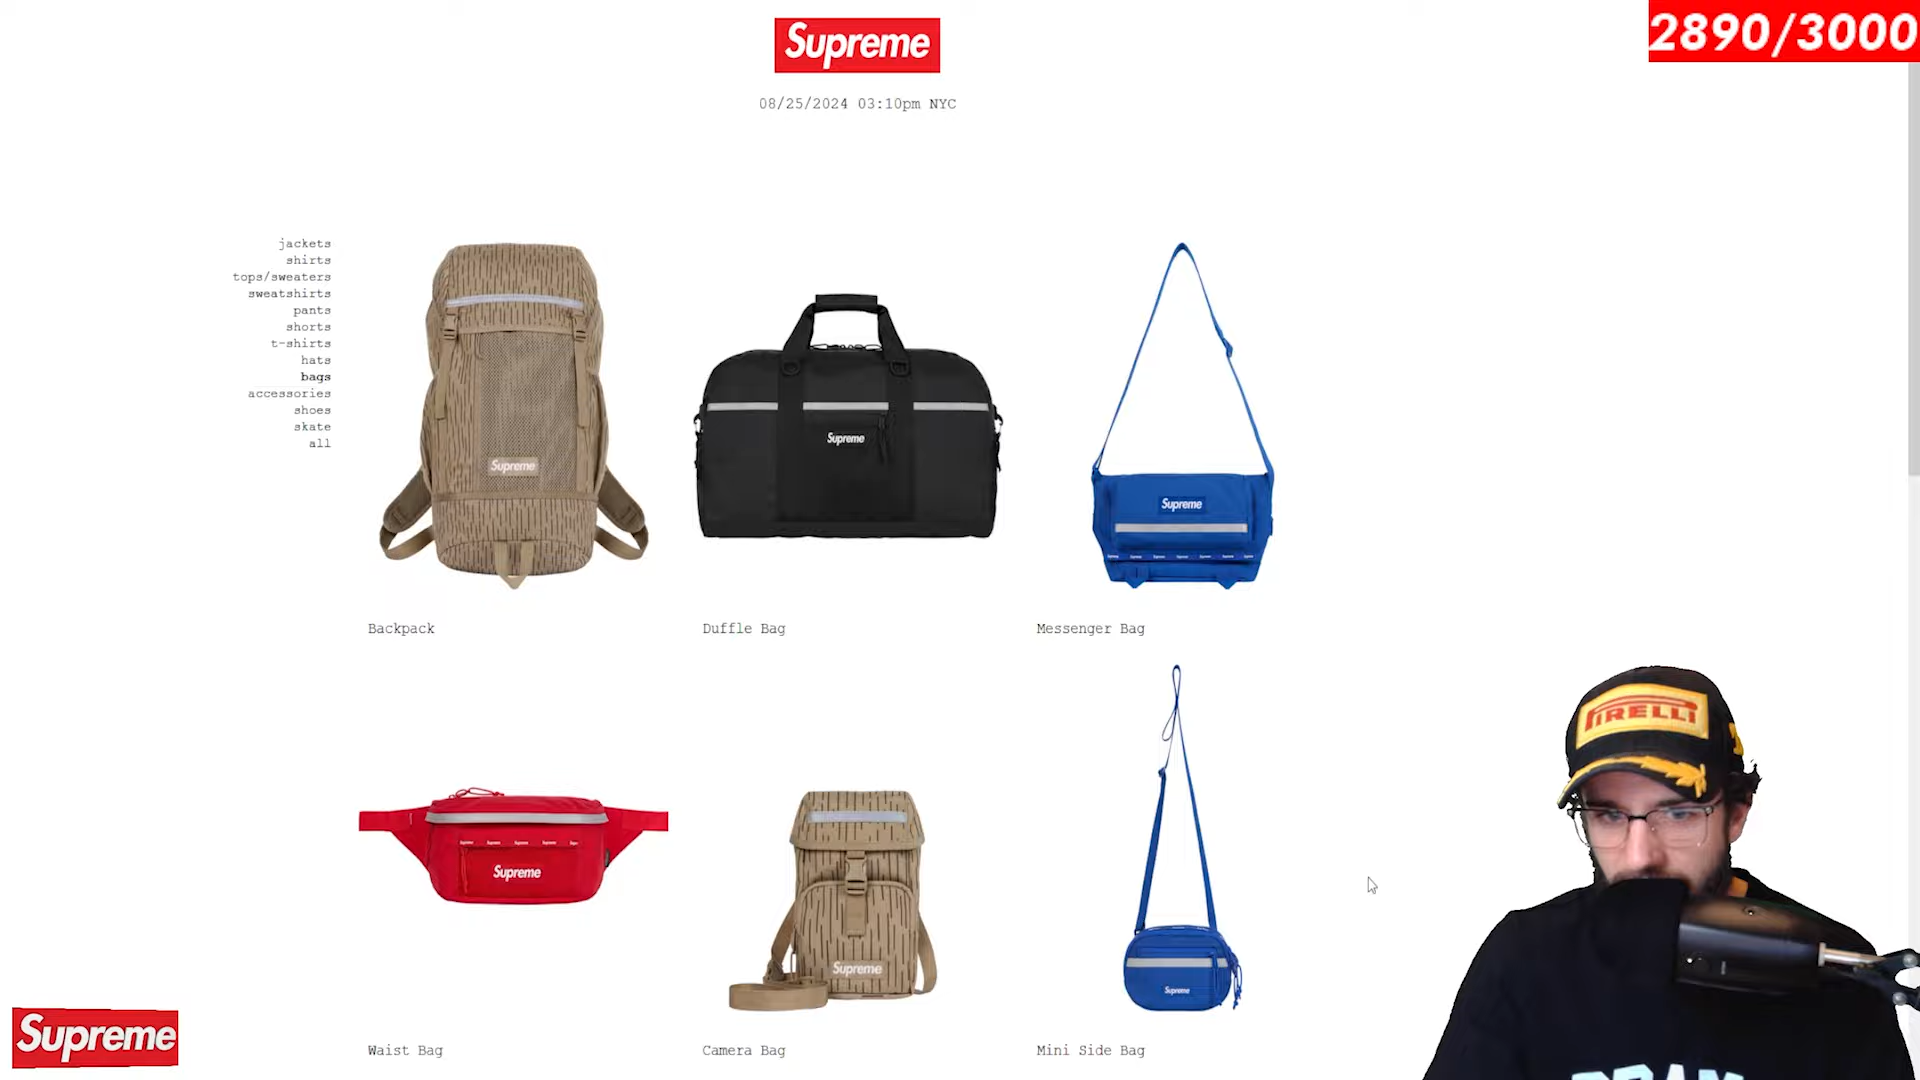 Supreme
2890/3000
08/25/2024 03:10pm NYC
jackets
shirts
tops/sweaters
sweatshirts
pants
shorts
t-shirts
hats
bags
accessories
shoes
skate
all
Supreme
Supreme
Supreme
Backpack
Duffle Bag
Messenger Bag
PIRELLI
Supreme
Supreme
Supreme
Supreme
Waist Bag
Camera Bag
Mini Side Bag